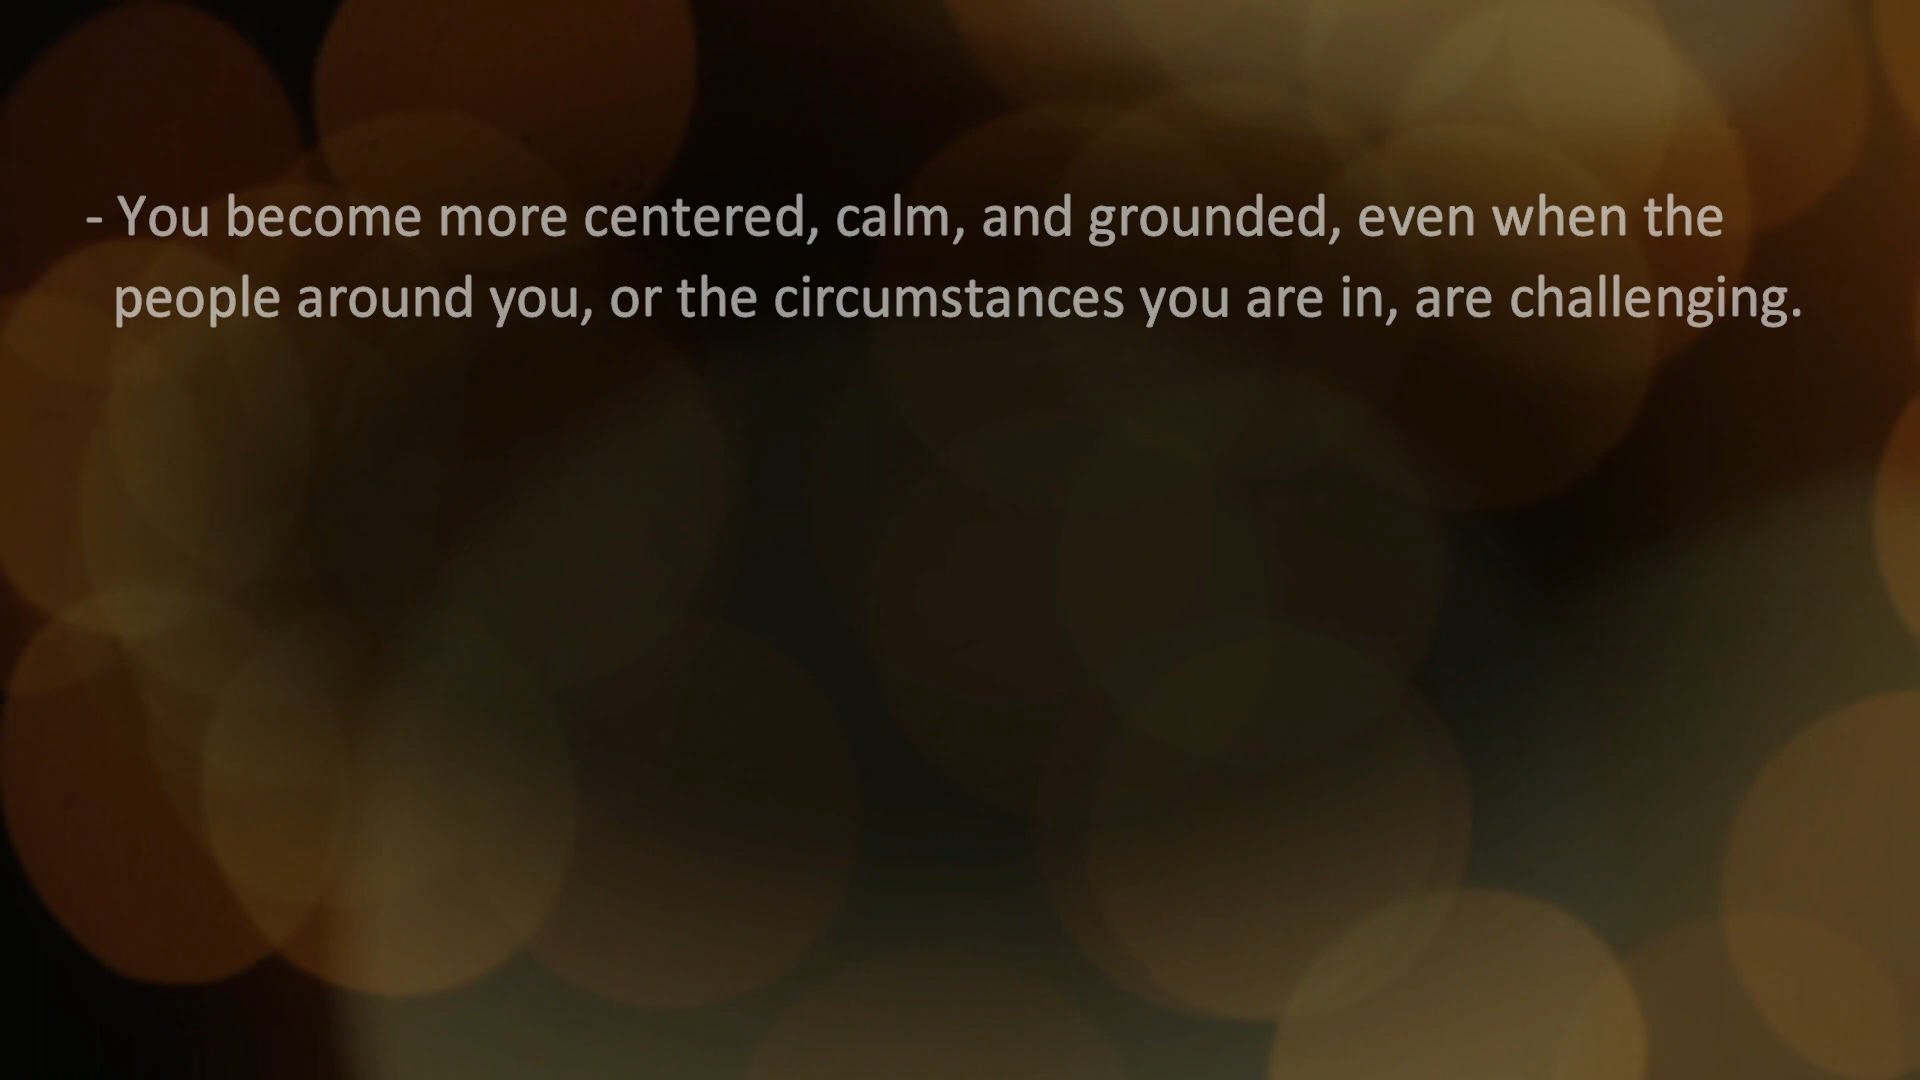 - You become more centered, calm, and grounded, even when the
people around you, or the circumstances you are in, are challenging.